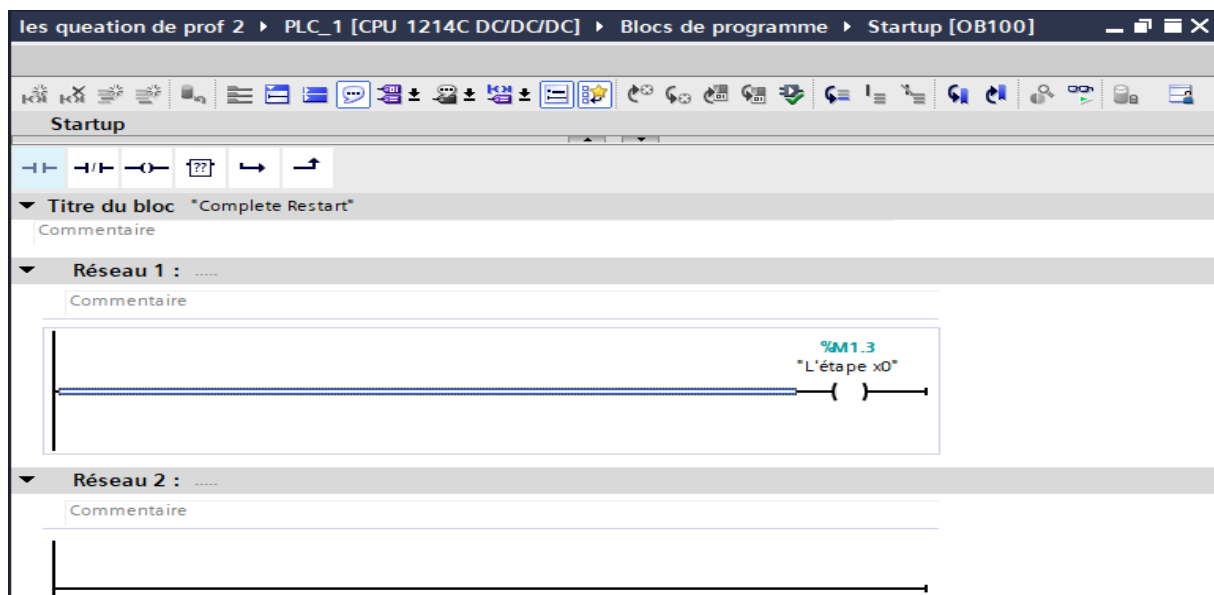 les queation de prof 2 ▸ PLC_1 [CPU 1214C DC/DC/DC] ▸ Blocs de programme ▸ Startup [OB100]
Startup
??
Titre du bloc "Complete Restart"
Commentaire
Réseau 1 : .....
Commentaire
%M1.3
"L'étape x0"
Réseau 2 : .....
Commentaire